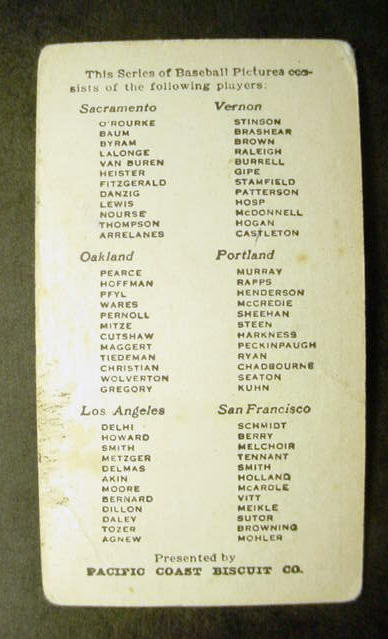 This Series of Baseball Pictures con-
sists of the following players:
Sacramento
O'ROURKE
BAUM
BYRAM
LALONGE
VAN BUREN
HEISTER
FITZGERALD
DANZIG
LEWIS
NOURSE
THOMPSON
ARRELANES
Vernon
STINSON
BRASHEAR
BROWN
RALEIGH
BURRELL
GIPE
STAMFIELD
PATTERSON
HOSP
McDONNELL
HOGAN
CASTLETON
Oakland
PEARCE
HOFFMAN
PFYL
WARES
PERNOLL
MITZE
CUTSHAW
MAGGERT
TIEDEMAN
CHRISTIAN
WOLVERTON
GREGORY
Portland
MURRAY
RAPPS
HENDERSON
McCREDIE
SHEEHAN
STEEN
HARKNESS
PECKINPAUGH
RYAN
CHADBOURNE
SEATON
KUHN
Los Angeles
DELHI
HOWARD
SMITH
METZGER
DELMAS
AKIN
MOORE
BERNARD
DILLON
DALEY
TOZER
AGNEW
San Francisco
SCHMIDT
BERRY
MELCHOIR
TENNANT
SMITH
HOLLAND
McARDLE
VITT
MEIKLE
SUTOR
BROWNING
MOHLER
Presented by
PACIFIC COAST BISCUIT CO.